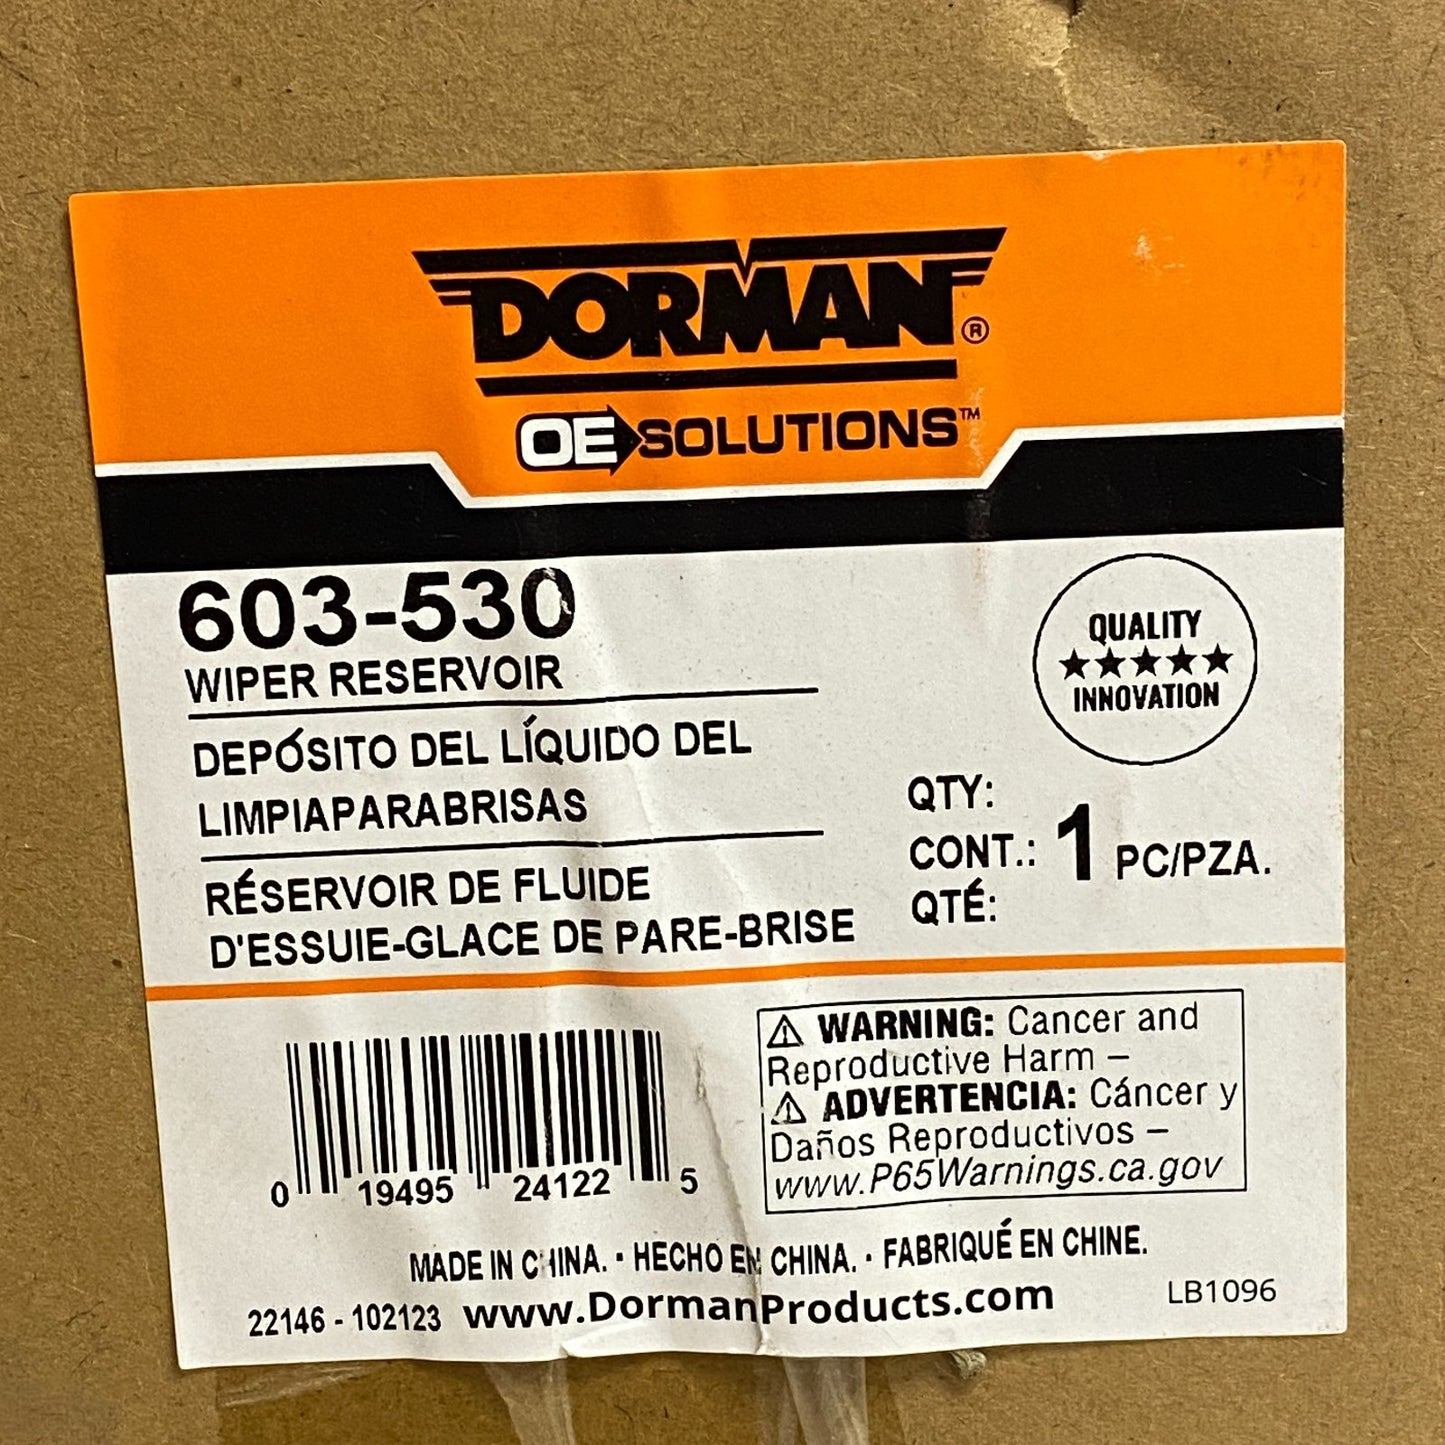 DORMAN®
OE SOLUTIONS™
603-530
WIPER RESERVOIR
DEPÓSITO DEL LÍQUIDO DEL
LIMPIAPARABRISAS
RÉSERVOIR DE FLUIDE
D'ESSUIE-GLACE DE PARE-BRISE
QUALITY
★★★★★
INNOVATION
QTY:
CONT.: 1 PC/PZA.
QTÉ:
0 19495 24122 5
⚠ WARNING: Cancer and
Reproductive Harm –
⚠ ADVERTENCIA: Cáncer y
Daños Reproductivos –
www.P65Warnings.ca.gov
MADE IN CHINA. · HECHO EN CHINA. · FABRIQUÉ EN CHINE.
22146 - 102123 www.DormanProducts.com LB1096